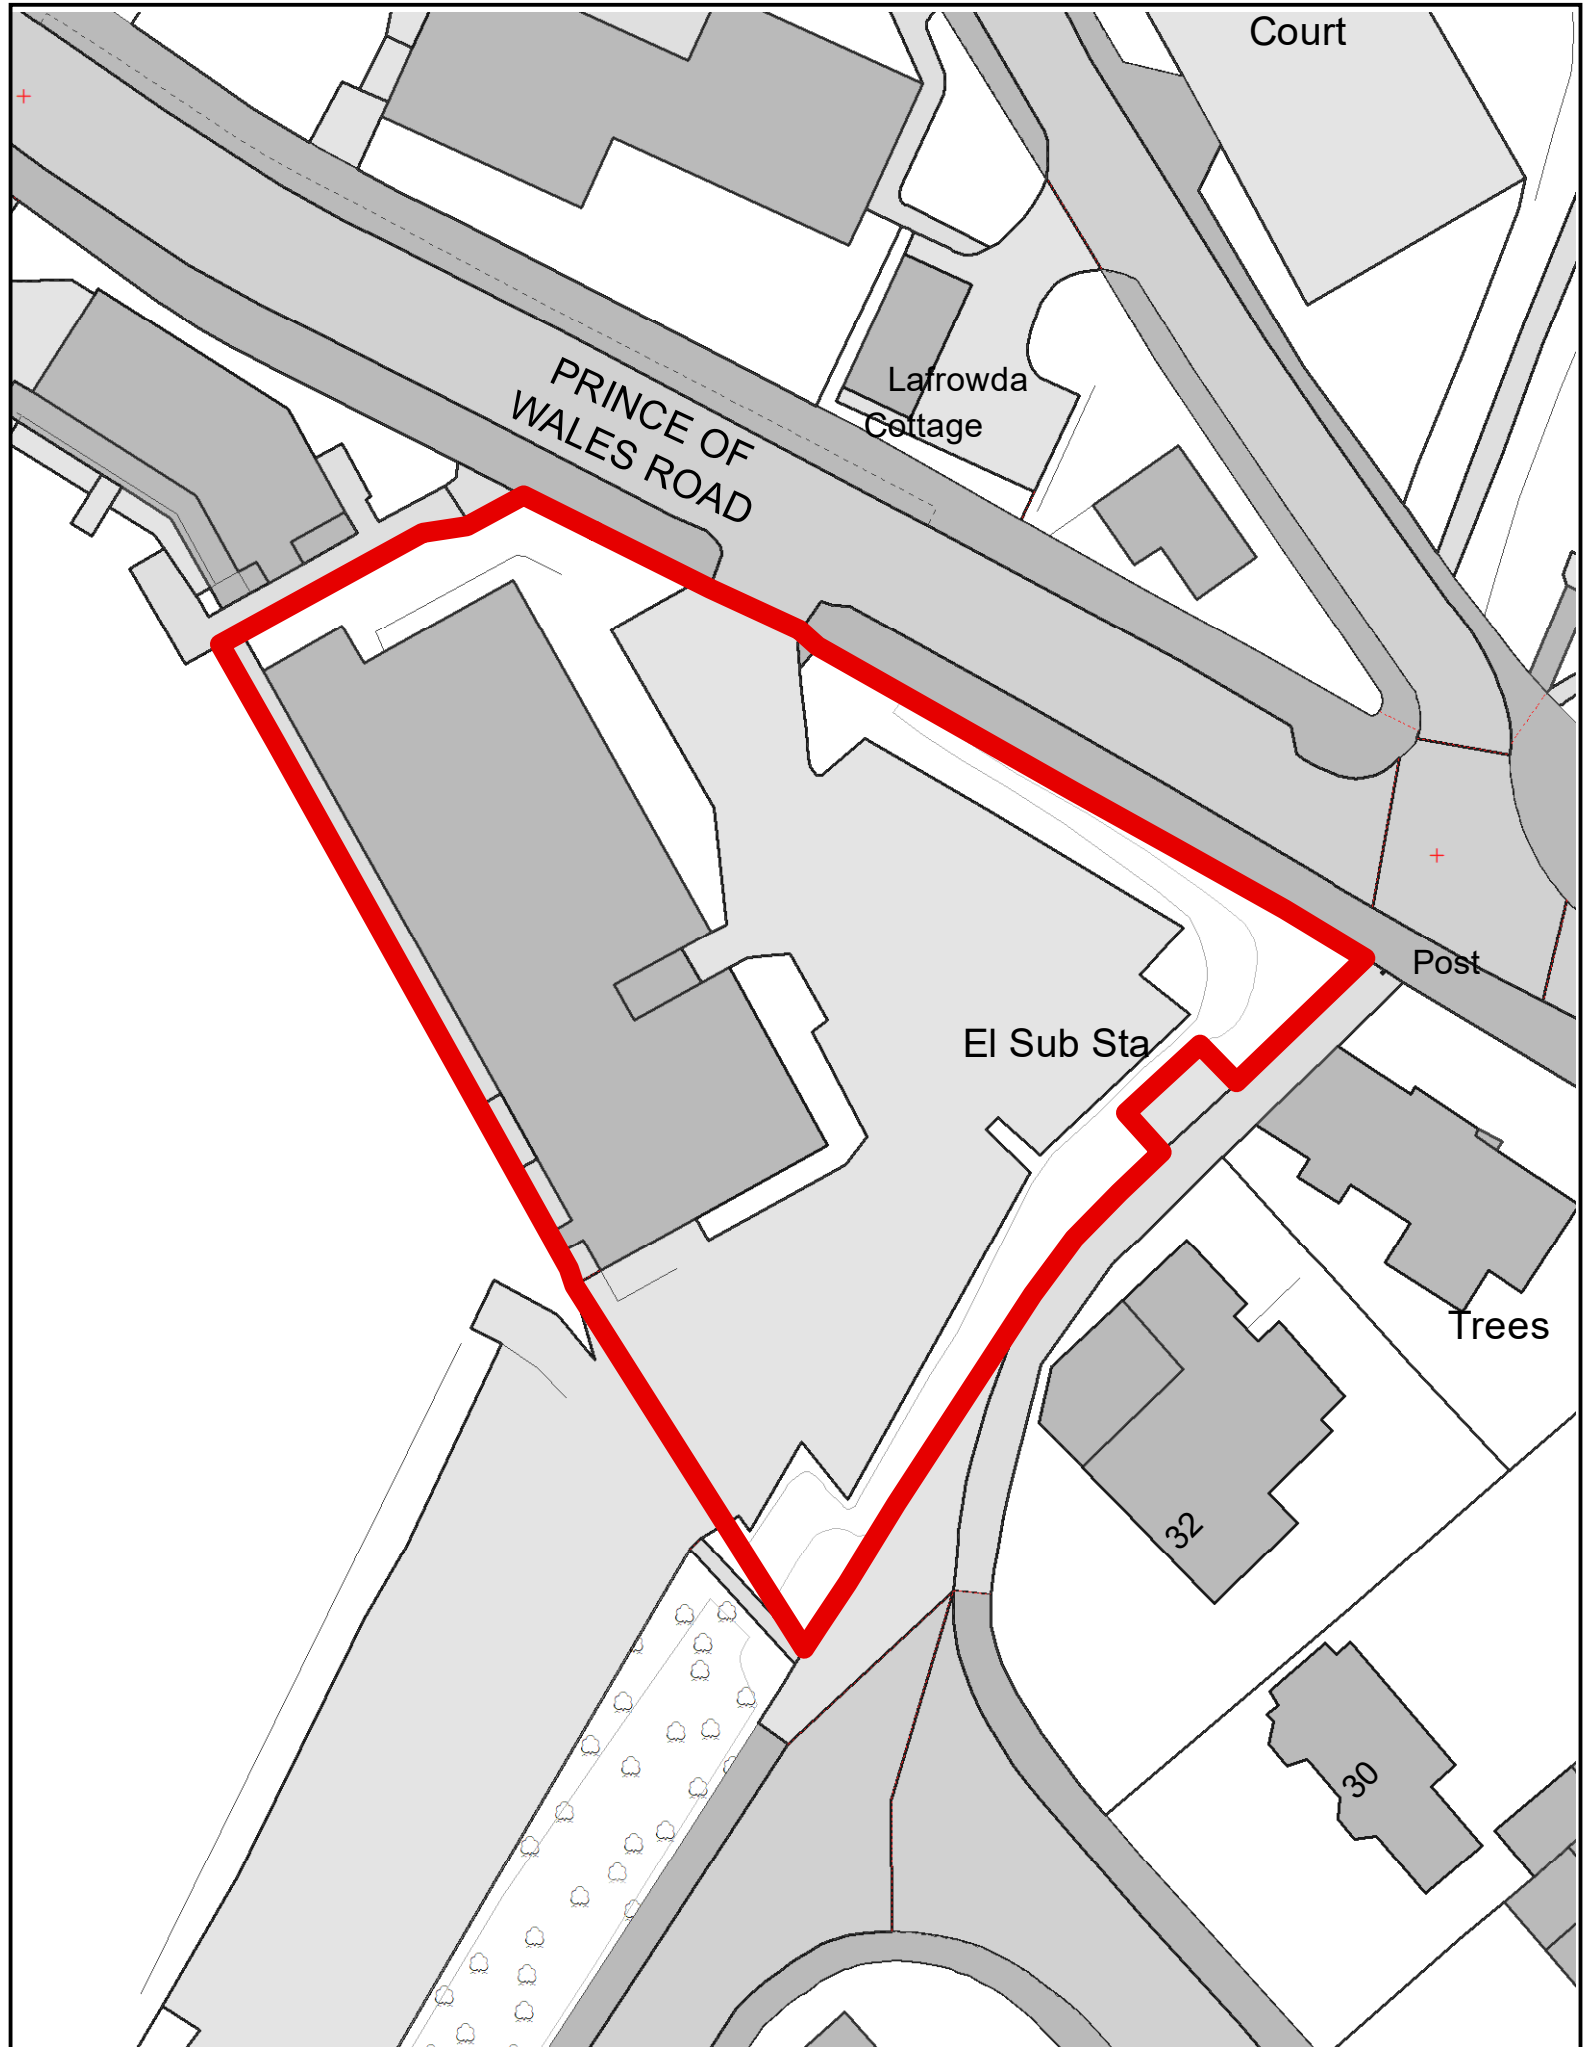 Court
PRINCE OF
WALES ROAD
Lafrowda
Cottage
Post
El Sub Sta
Trees
32
30